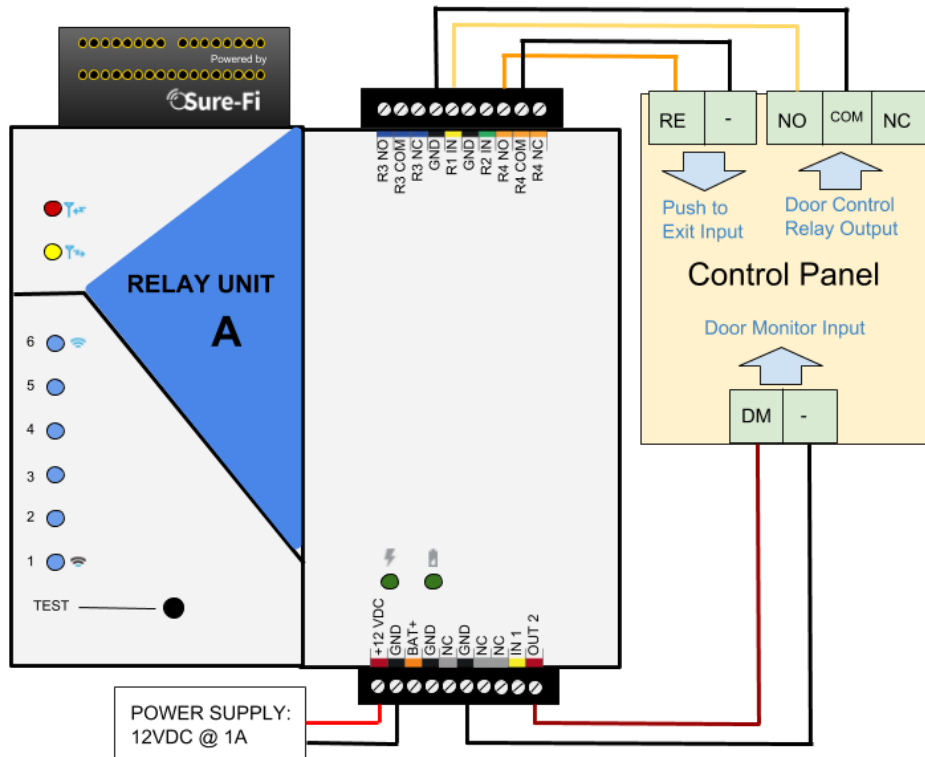 Powered by
Sure-Fi
R3 NO
R3 COM
R3 NC
GND
R1 IN
GND
R2 IN
R4 NO
R4 COM
R4 NC
RE
-
NO
COM
NC
Push to
Exit Input
Door Control
Relay Output
Control Panel
Door Monitor Input
DM
-
RELAY UNIT
A
6
5
4
3
2
1
TEST
+12 VDC
GND
BAT+
GND
NC
GND
NC
NC
IN 1
OUT 2
POWER SUPPLY:
12VDC @ 1A